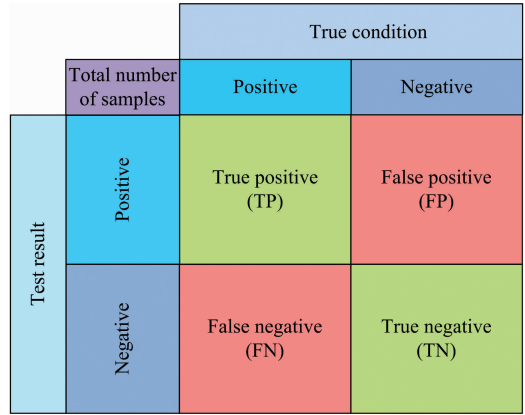 True condition
Total number
of samples
Positive
Negative
Test result
Positive
True positive
(TP)
False positive
(FP)
Negative
False negative
(FN)
True negative
(TN)